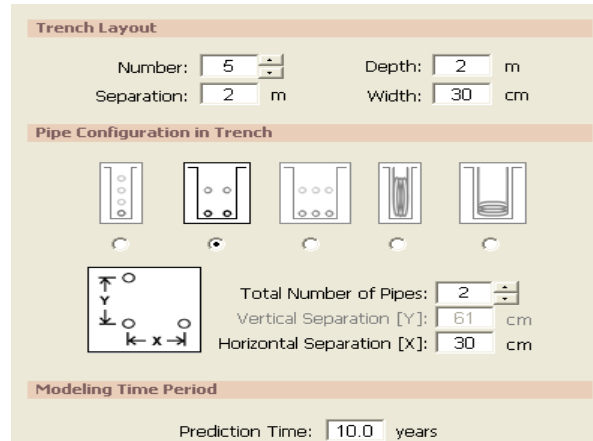 Trench Layout
Number: 5 Depth: 2 m
Separation: 2 m Width: 30 cm
Pipe Configuration in Trench
Y
X
Total Number of Pipes: 2
Vertical Separation [Y]: 61 cm
Horizontal Separation [X]: 30 cm
Modeling Time Period
Prediction Time: 10.0 years